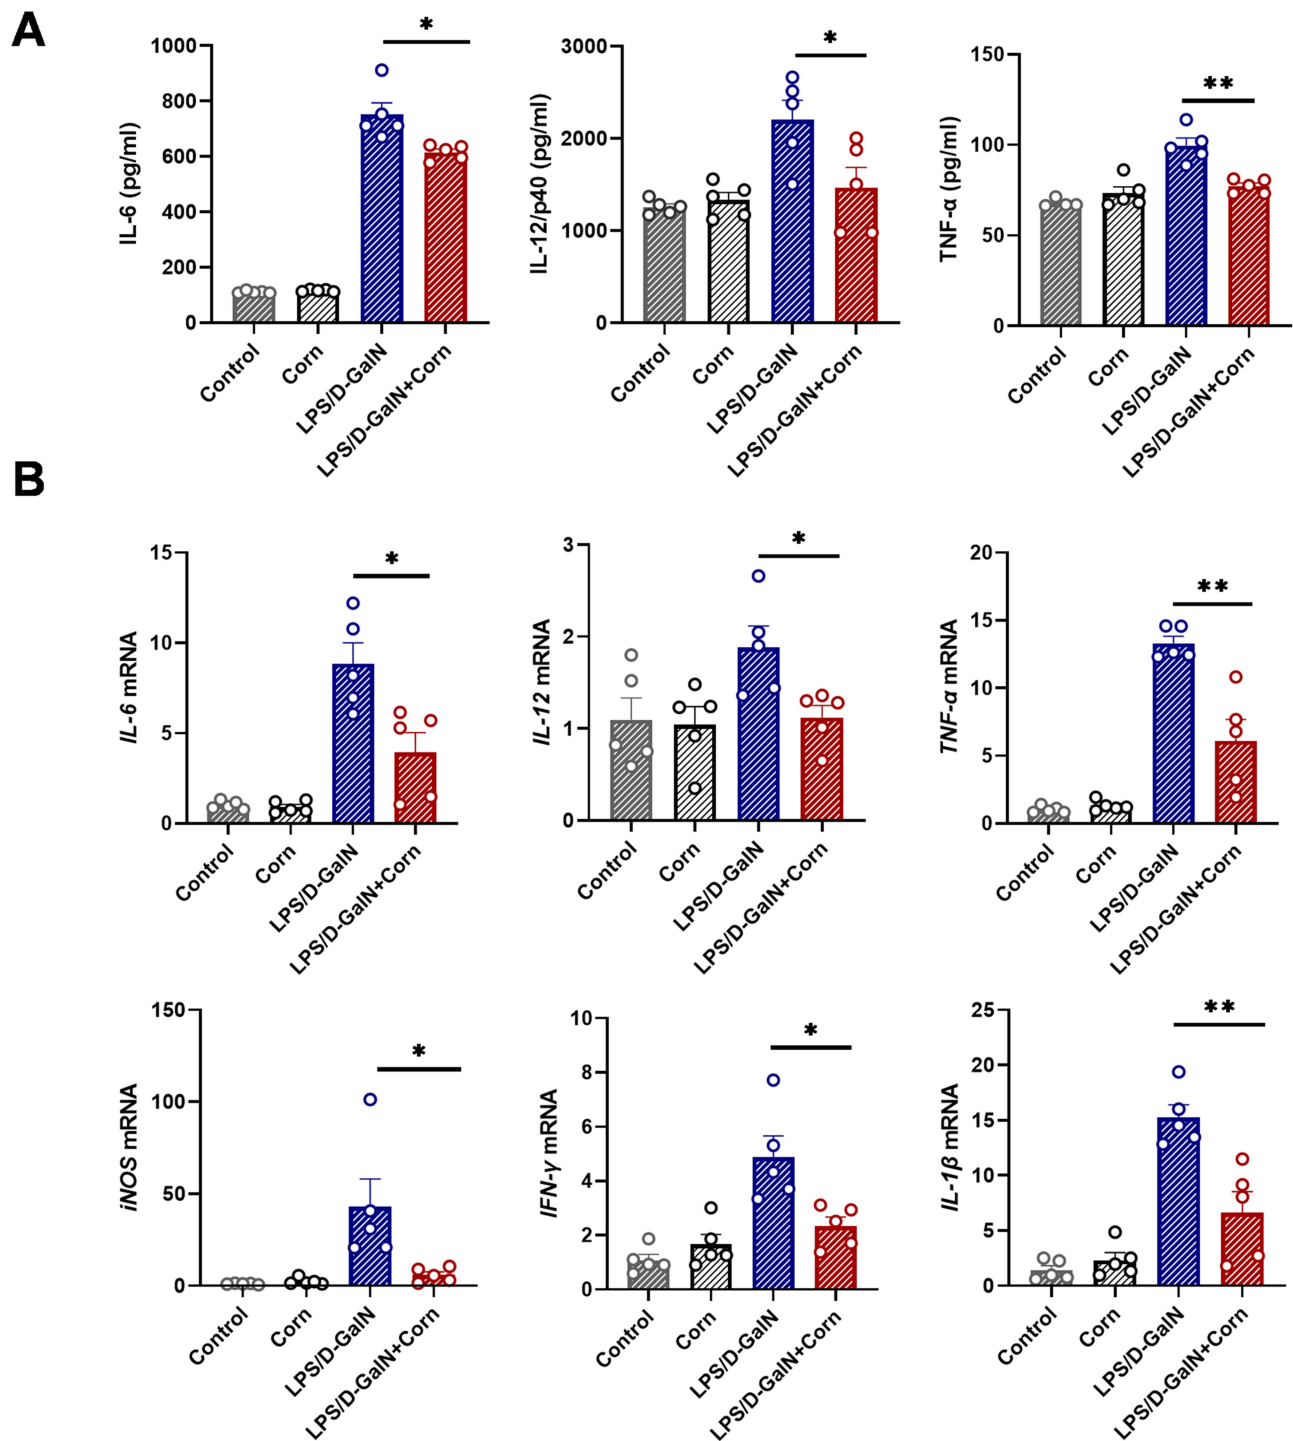 A
IL-6 (pg/ml)
1000
800
600
400
200
0
*
Control
Corn
LPS/D-GalN
LPS/D-GalN+Corn
IL-12/p40 (pg/ml)
3000
2000
1000
0
*
Control
Corn
LPS/D-GalN
LPS/D-GalN+Corn
TNF-α (pg/ml)
150
100
50
0
**
Control
Corn
LPS/D-GalN
LPS/D-GalN+Corn
B
IL-6 mRNA
15
10
5
0
*
Control
Corn
LPS/D-GalN
LPS/D-GalN+Corn
IL-12 mRNA
3
2
1
0
*
Control
Corn
LPS/D-GalN
LPS/D-GalN+Corn
TNF-α mRNA
20
15
10
5
0
**
Control
Corn
LPS/D-GalN
LPS/D-GalN+Corn
iNOS mRNA
150
100
50
0
*
Control
Corn
LPS/D-GalN
LPS/D-GalN+Corn
IFN-γ mRNA
10
8
6
4
2
0
*
Control
Corn
LPS/D-GalN
LPS/D-GalN+Corn
IL-1β mRNA
25
20
15
10
5
0
**
Control
Corn
LPS/D-GalN
LPS/D-GalN+Corn